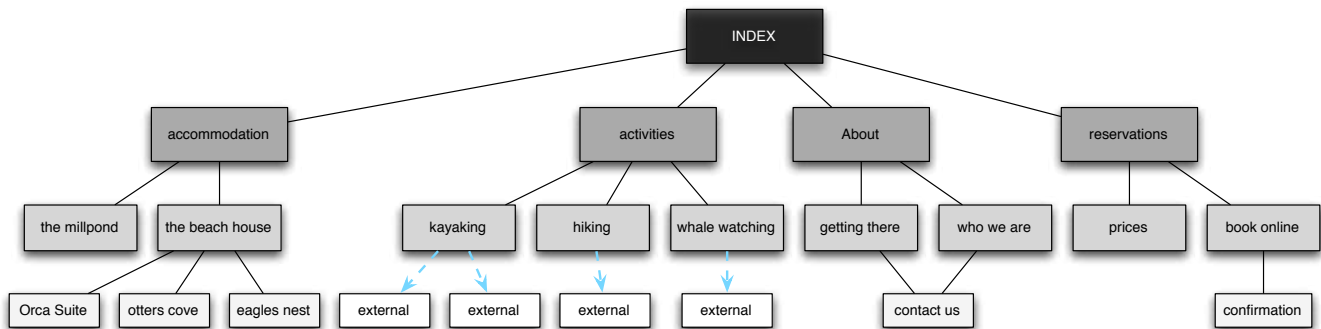 INDEX
accommodation
activities
About
reservations
the millpond
the beach house
kayaking
hiking
whale watching
getting there
who we are
prices
book online
Orca Suite
otters cove
eagles nest
external
external
external
external
contact us
confirmation